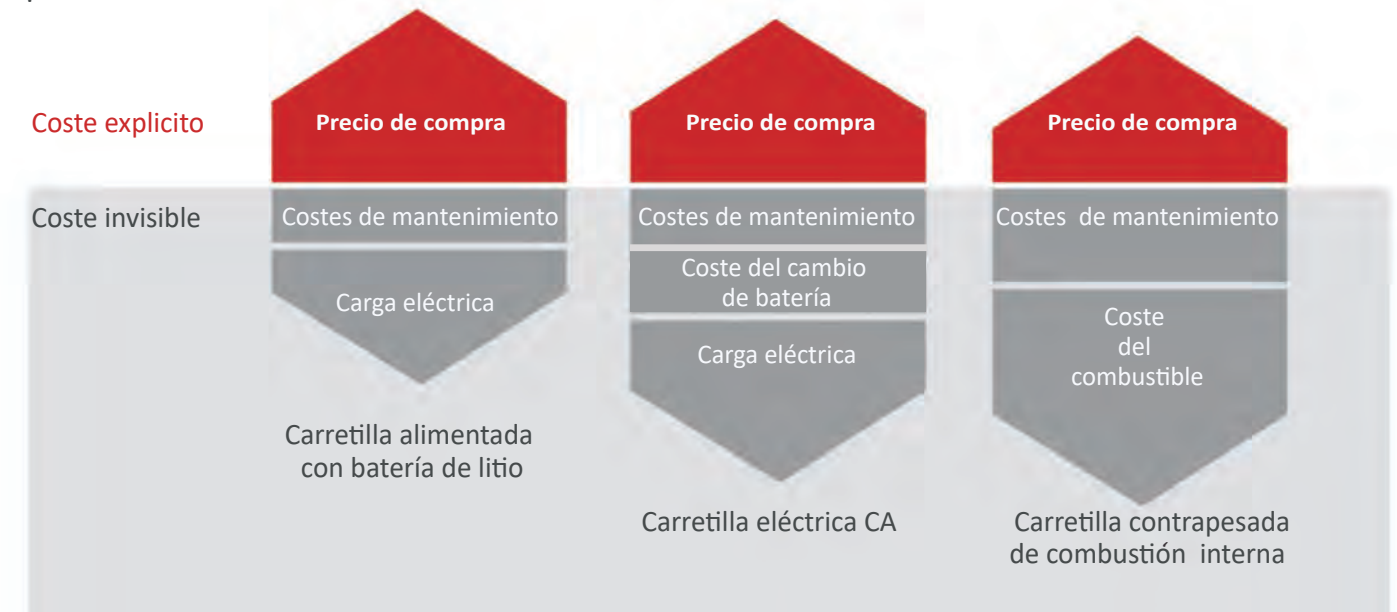 Coste explicito
Precio de compra
Precio de compra
Precio de compra
Coste invisible
Costes de mantenimiento
Costes de mantenimiento
Costes de mantenimiento
Carga eléctrica
Coste del cambio
de batería
Carga eléctrica
Coste
del
combustible
Carretilla alimentada
con batería de litio
Carretilla eléctrica CA
Carretilla contrapesada
de combustión interna